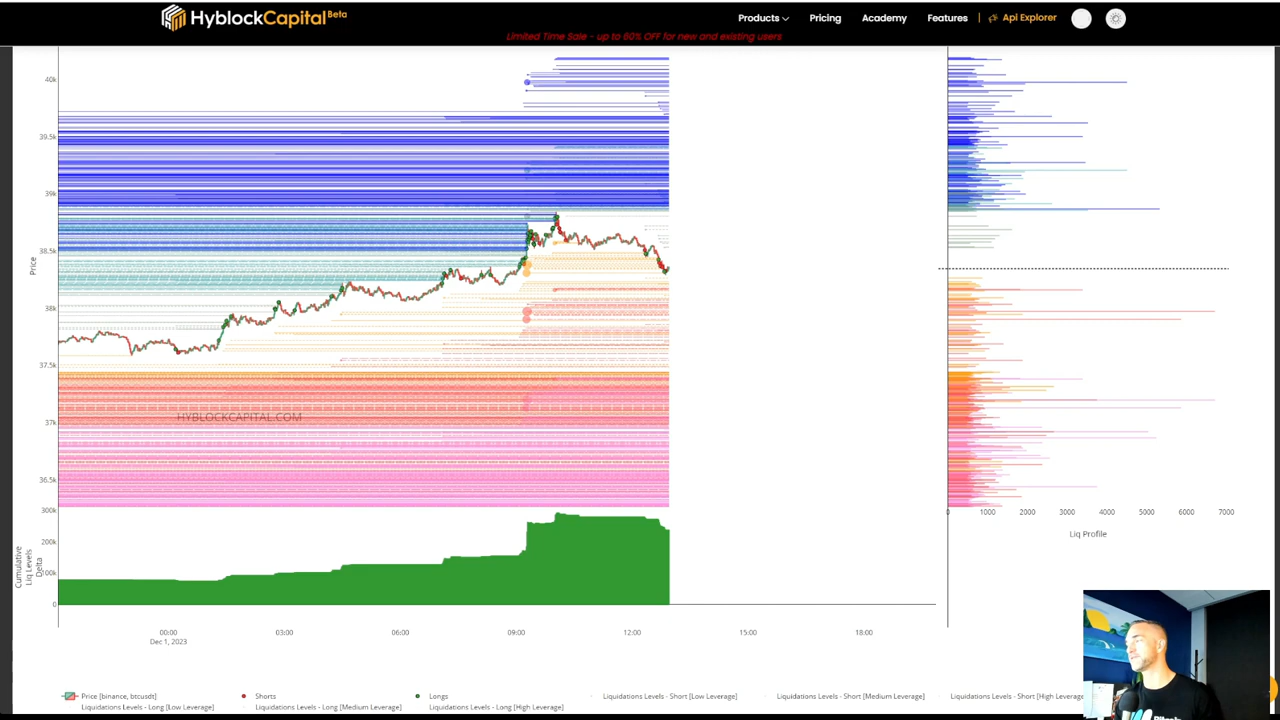 HyblockCapital Beta
Products
Pricing
Academy
Features
Api Explorer
Limited Time Sale - up to 60% OFF for new and existing users
40k
39.5k
39k
38.5k
38k
37.5k
37k
36.5k
Price
HYBLOCKCAPITAL.COM
300k
200k
100k
0
Cumulative
Liq Levels
Delta
00:00
03:00
06:00
09:00
12:00
15:00
18:00
Dec 1, 2023
0
1000
2000
3000
4000
5000
6000
7000
Liq Profile
Price [binance, btcusdt]
Shorts
Longs
Liquidations Levels - Short [Low Leverage]
Liquidations Levels - Short [Medium Leverage]
Liquidations Levels - Short [High Leverage
Liquidations Levels - Long [Low Leverage]
Liquidations Levels - Long [Medium Leverage]
Liquidations Levels - Long [High Leverage]